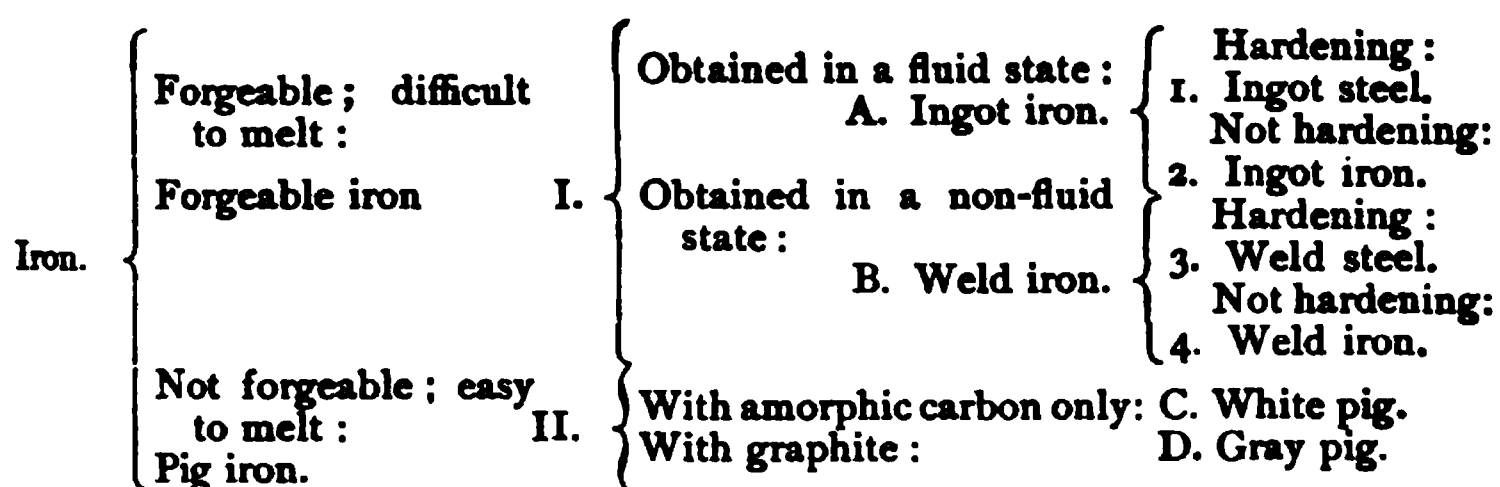 Iron.
Forgeable; difficult
to melt:
Forgeable iron I.
Obtained in a fluid state:
A. Ingot iron.
Hardening:
1. Ingot steel.
Not hardening:
2. Ingot iron.
Obtained in a non-fluid
state:
B. Weld iron.
Hardening:
3. Weld steel.
Not hardening:
4. Weld iron.
Not forgeable; easy
to melt: II.
Pig iron.
With amorphic carbon only: C. White pig.
With graphite: D. Gray pig.